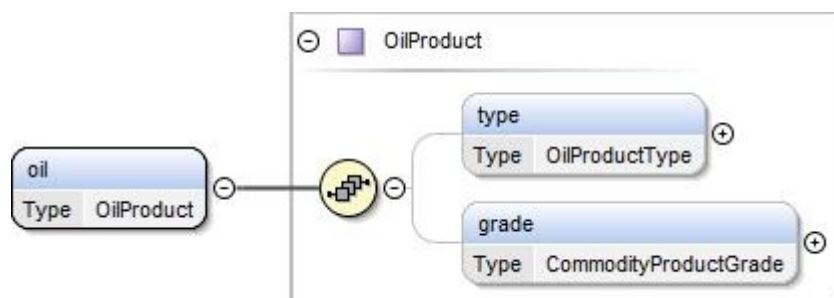 OilProduct
type
Type OilProductType
oil
Type OilProduct
grade
Type CommodityProductGrade